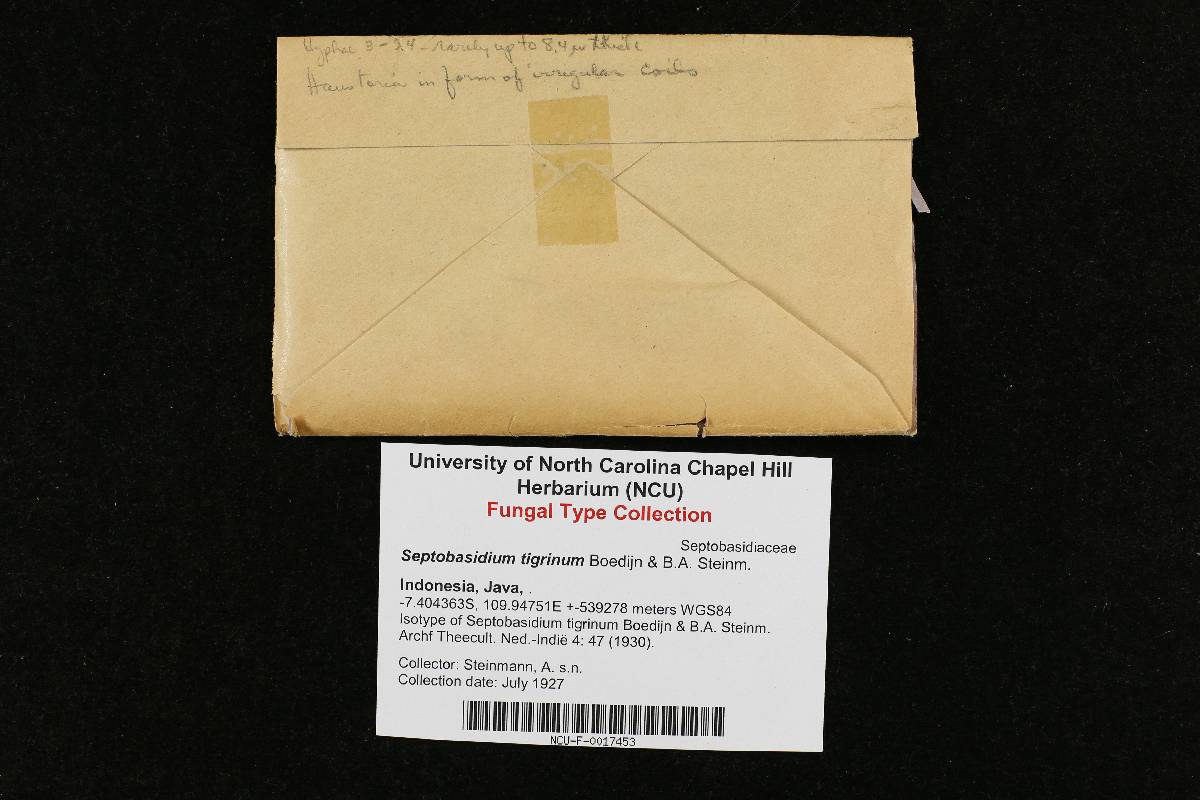 Hyphae 3 - 5.4 - rarely up to 8.4 µ thick
Haustoria in form of irregular coils
University of North Carolina Chapel Hill
Herbarium (NCU)
Fungal Type Collection
Septobasidiaceae
Septobasidium tigrinum Boedijn & B.A. Steinm.
Indonesia, Java, .
-7.404363S, 109.94751E +-539278 meters WGS84
Isotype of Septobasidium tigrinum Boedijn & B.A. Steinm.
Archf Theecult. Ned.-Indië 4: 47 (1930).
Collector: Steinmann, A. s.n.
Collection date: July 1927
NCU-F-0017453